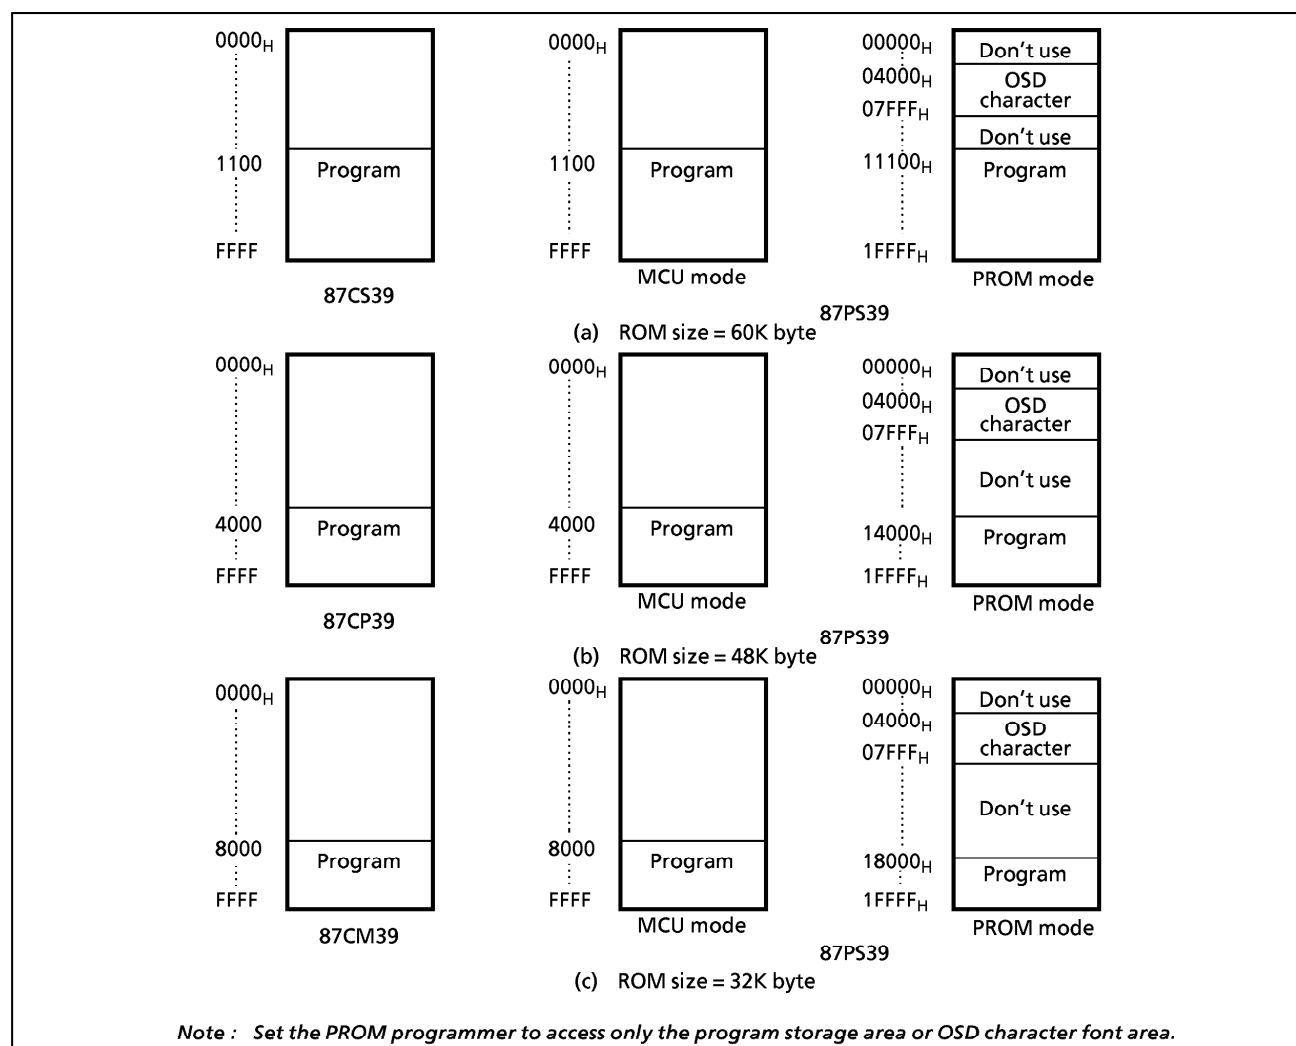 0000H 0000H 00000H Don't use
04000H OSD
character
07FFFH
Don't use
1100 Program 1100 Program 11100H Program
FFFF FFFF 1FFFFH
87CS39 MCU mode PROM mode
87PS39
(a) ROM size = 60K byte
0000H 0000H 00000H Don't use
04000H OSD
character
07FFFH
Don't use
4000 Program 4000 Program 14000H Program
FFFF FFFF 1FFFFH
87CP39 MCU mode PROM mode
87PS39
(b) ROM size = 48K byte
0000H 0000H 00000H Don't use
04000H OSD
character
07FFFH
Don't use
8000 Program 8000 Program 18000H Program
FFFF FFFF 1FFFFH
87CM39 MCU mode PROM mode
87PS39
(c) ROM size = 32K byte
Note : Set the PROM programmer to access only the program storage area or OSD character font area.